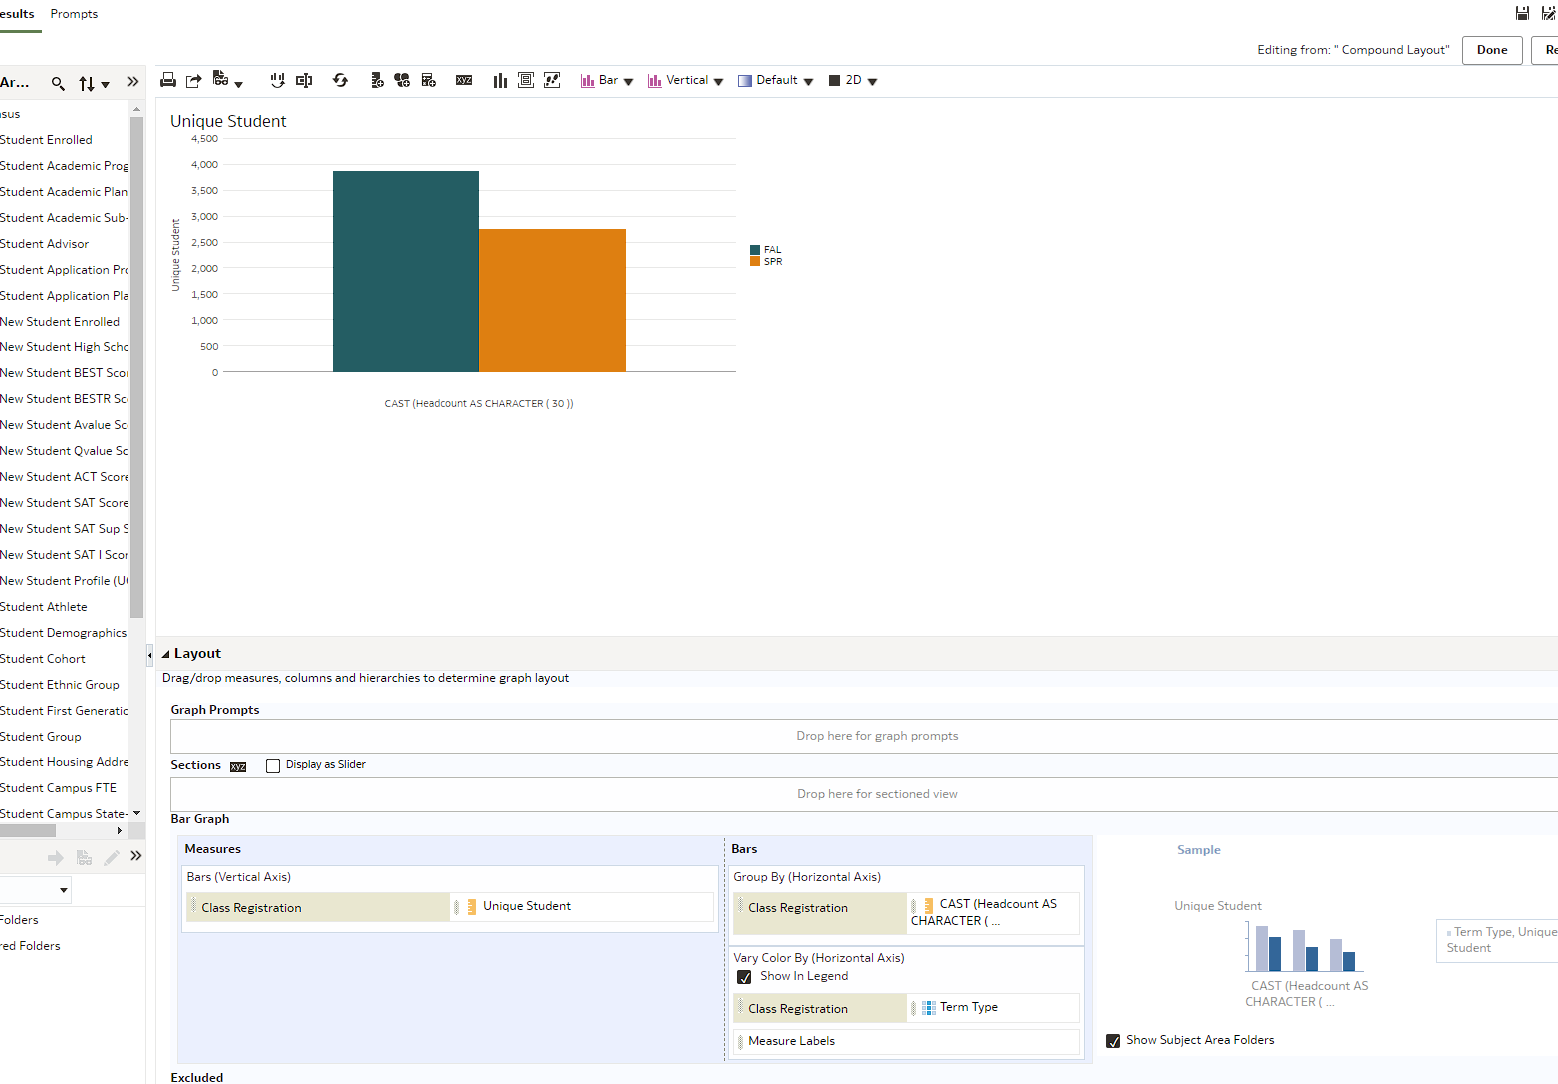 esults Prompts
Editing from: " Compound Layout" Done Re
Ar...
Bar Vertical Default 2D
sus
Student Enrolled
Student Academic Prog
Student Academic Plan
Student Academic Sub-
Student Advisor
Student Application Pro
Student Application Pla
New Student Enrolled
New Student High Scho
New Student BEST Scor
New Student BESTR Sc
New Student Avalue Sc
New Student Qvalue Sc
New Student ACT Score
New Student SAT Score
New Student SAT Sup S
New Student SAT I Scor
New Student Profile (U
Student Athlete
Student Demographics
Student Cohort
Student Ethnic Group
Student First Generatic
Student Group
Student Housing Addre
Student Campus FTE
Student Campus State-
Folders
red Folders
Unique Student
4,500
4,000
3,500
3,000
2,500
2,000
1,500
1,000
500
0
Unique Student
CAST (Headcount AS CHARACTER ( 30 ))
FAL
SPR
Layout
Drag/drop measures, columns and hierarchies to determine graph layout
Graph Prompts
Drop here for graph prompts
Sections xyz Display as Slider
Drop here for sectioned view
Bar Graph
Measures
Bars (Vertical Axis)
Class Registration Unique Student
Bars
Group By (Horizontal Axis)
Class Registration CAST (Headcount AS
CHARACTER ( ...
Vary Color By (Horizontal Axis)
Show In Legend
Class Registration Term Type
Measure Labels
Sample
Unique Student
CAST (Headcount AS
CHARACTER ( ...
Term Type, Unique
Student
Show Subject Area Folders
Excluded